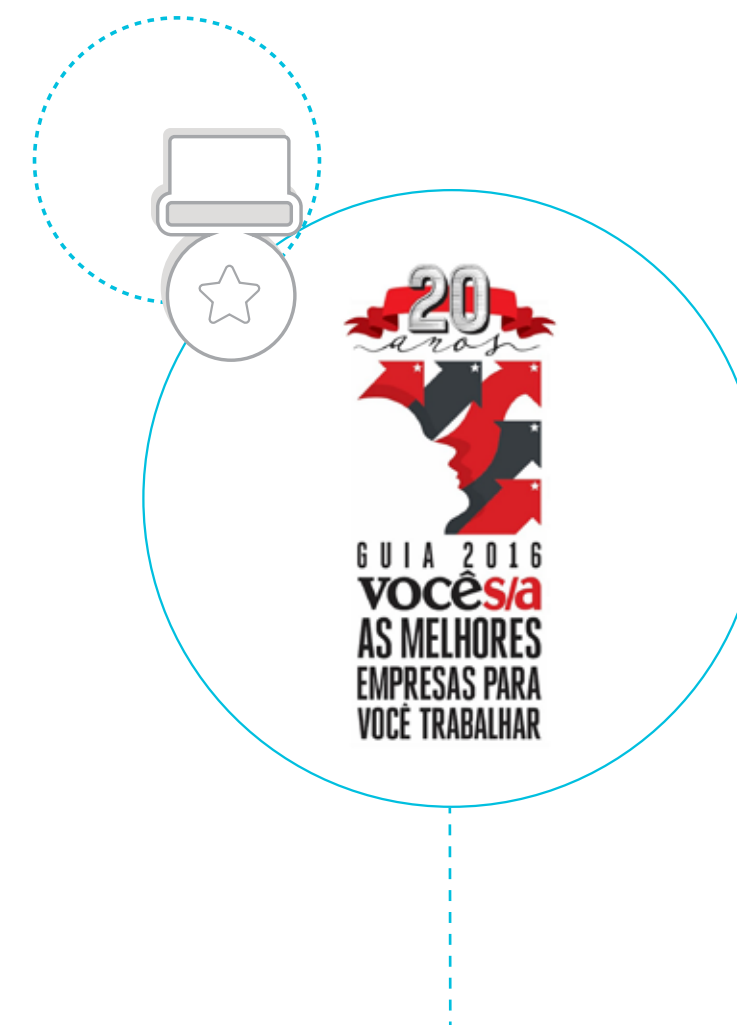 20
anos
GUIA 2016
vocês/a
AS MELHORES
EMPRESAS PARA
VOCÊ TRABALHAR